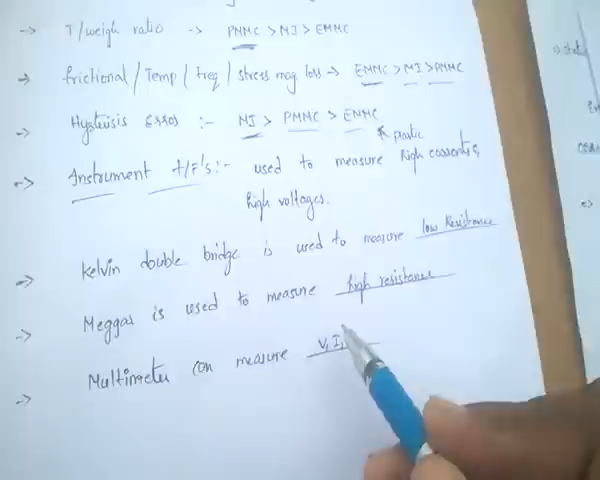 -> T/weigh ratio -> PMMC > MI > EMMC
-> frictional / Temp / freq / stress mag loss -> EMMC > MI > PMMC
-> Hysterisis Error :- MI > PMMC > EMMC
plastic
-> Instrument T/F's :- used to measure high currents,
high voltages.
-> Kelvin double bridge is used to measure low Resistance
-> Meggar is used to measure high resistance
-> Multimeter can measure V, I,